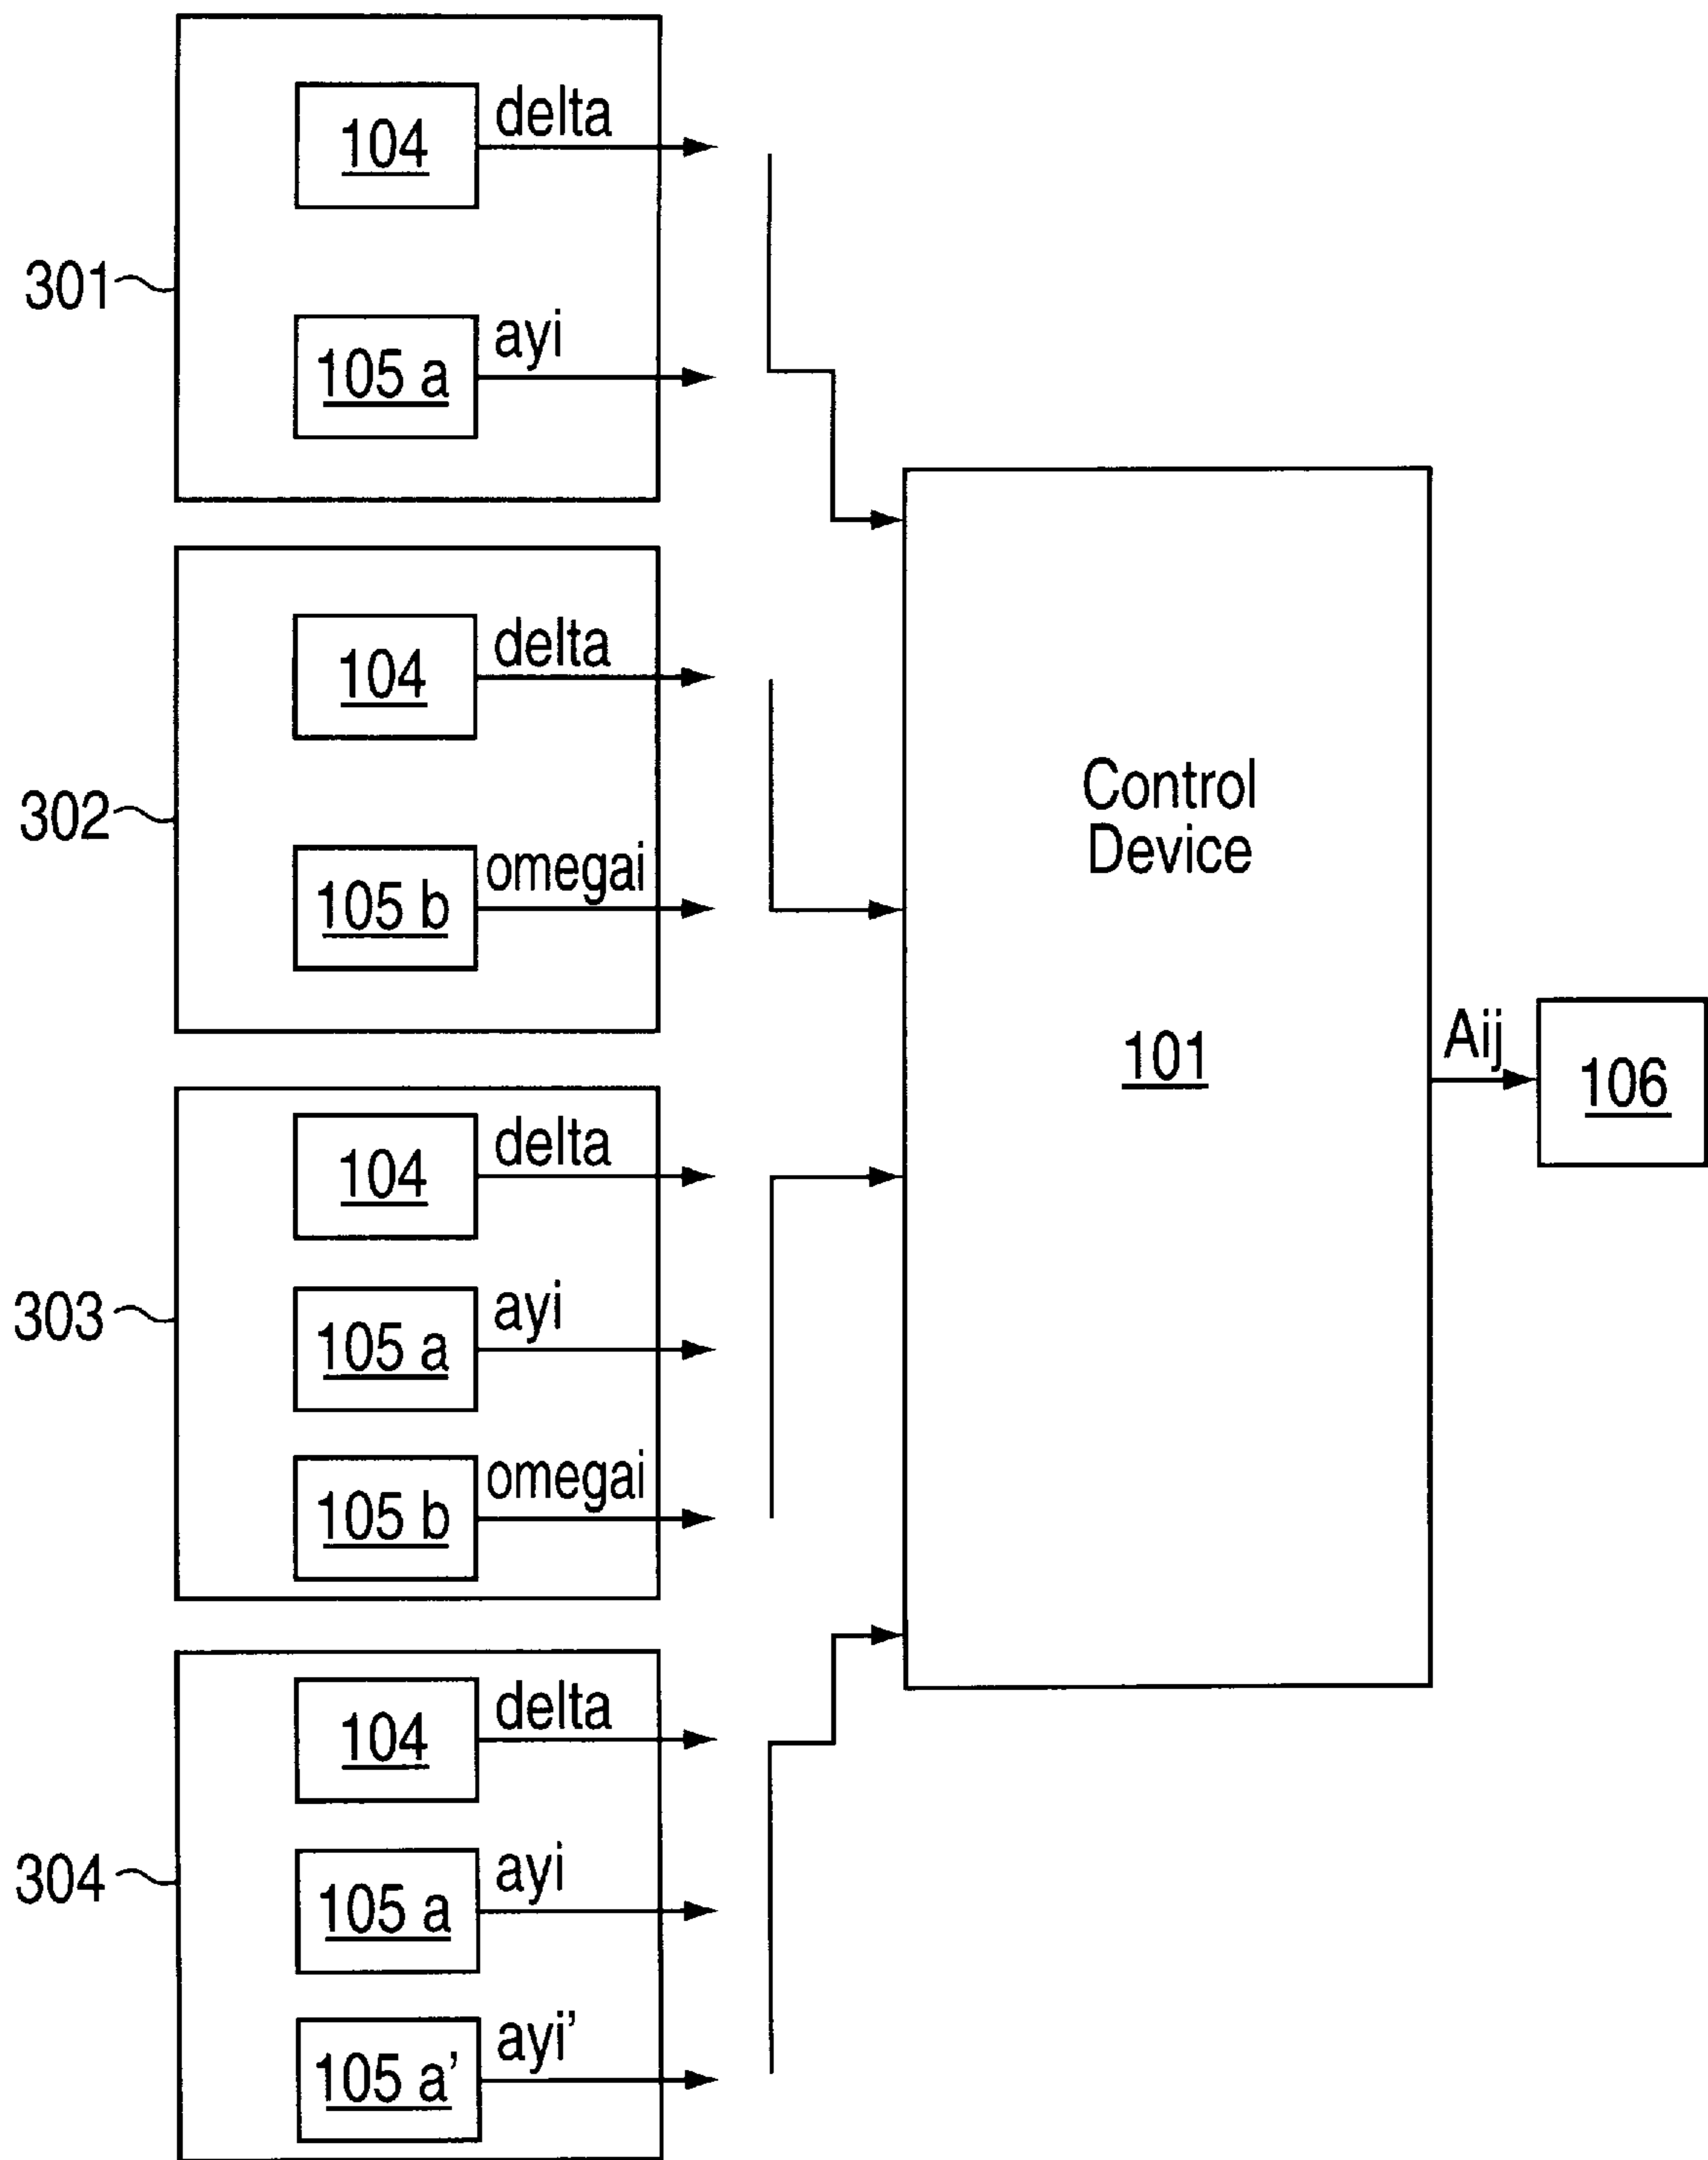 104
delta
301
105 a
ayi
104
delta
302
105 b
omegai
Control
Device
101
Aij
106
104
delta
303
105 a
ayi
105 b
omegai
104
delta
304
105 a
ayi
105 a'
ayi'